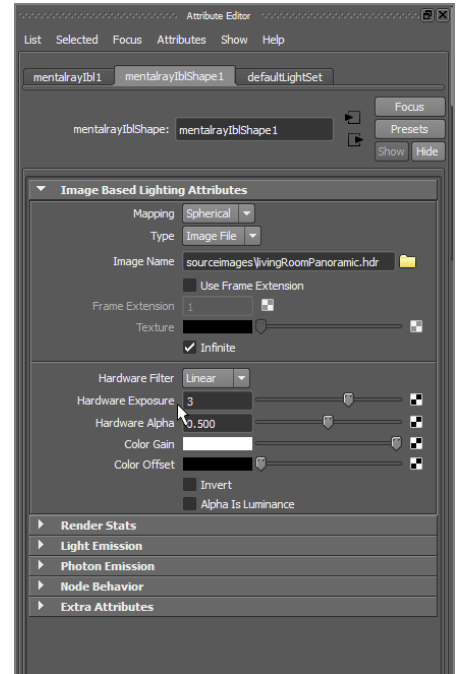 Attribute Editor
List Selected Focus Attributes Show Help
mentalrayIbl1 mentalrayIblShape1 defaultLightSet
Focus
mentalrayIblShape: mentalrayIblShape1 Presets
Show Hide
Image Based Lighting Attributes
Mapping Spherical
Type Image File
Image Name sourceimages\livingRoomPanoramic.hdr
Use Frame Extension
Frame Extension 1
Texture
Infinite
Hardware Filter Linear
Hardware Exposure 3
Hardware Alpha 0.500
Color Gain
Color Offset
Invert
Alpha Is Luminance
Render Stats
Light Emission
Photon Emission
Node Behavior
Extra Attributes